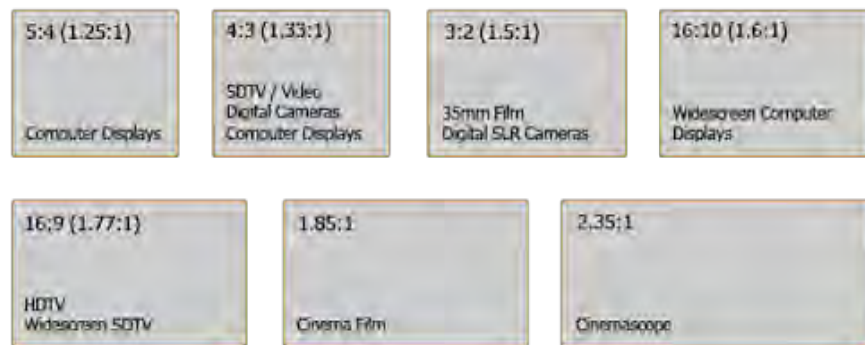 5:4 (1.25:1)
Computer Displays
4:3 (1.33:1)
SDTV / Video
Digital Cameras
Computer Displays
3:2 (1.5:1)
35mm Film
Digital SLR Cameras
16:10 (1.6:1)
Widescreen Computer
Displays
16:9 (1.77:1)
HDTV
Widescreen SDTV
1.85:1
Cinema Film
2.35:1
Cinemascope